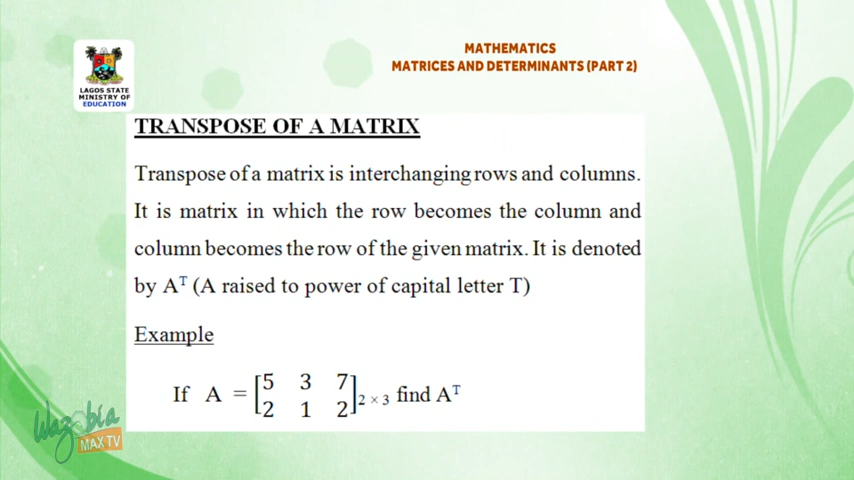 MATHEMATICS
MATRICES AND DETERMINANTS (PART 2)
LAGOS STATE
MINISTRY OF
EDUCATION
TRANSPOSE OF A MATRIX
Transpose of a matrix is interchanging rows and columns.
It is matrix in which the row becomes the column and
column becomes the row of the given matrix. It is denoted
by Aᵀ (A raised to power of capital letter T)
Example
If A = [5 3 7
2 1 2]₂ × ₃ find Aᵀ
Wazobia
MAX TV